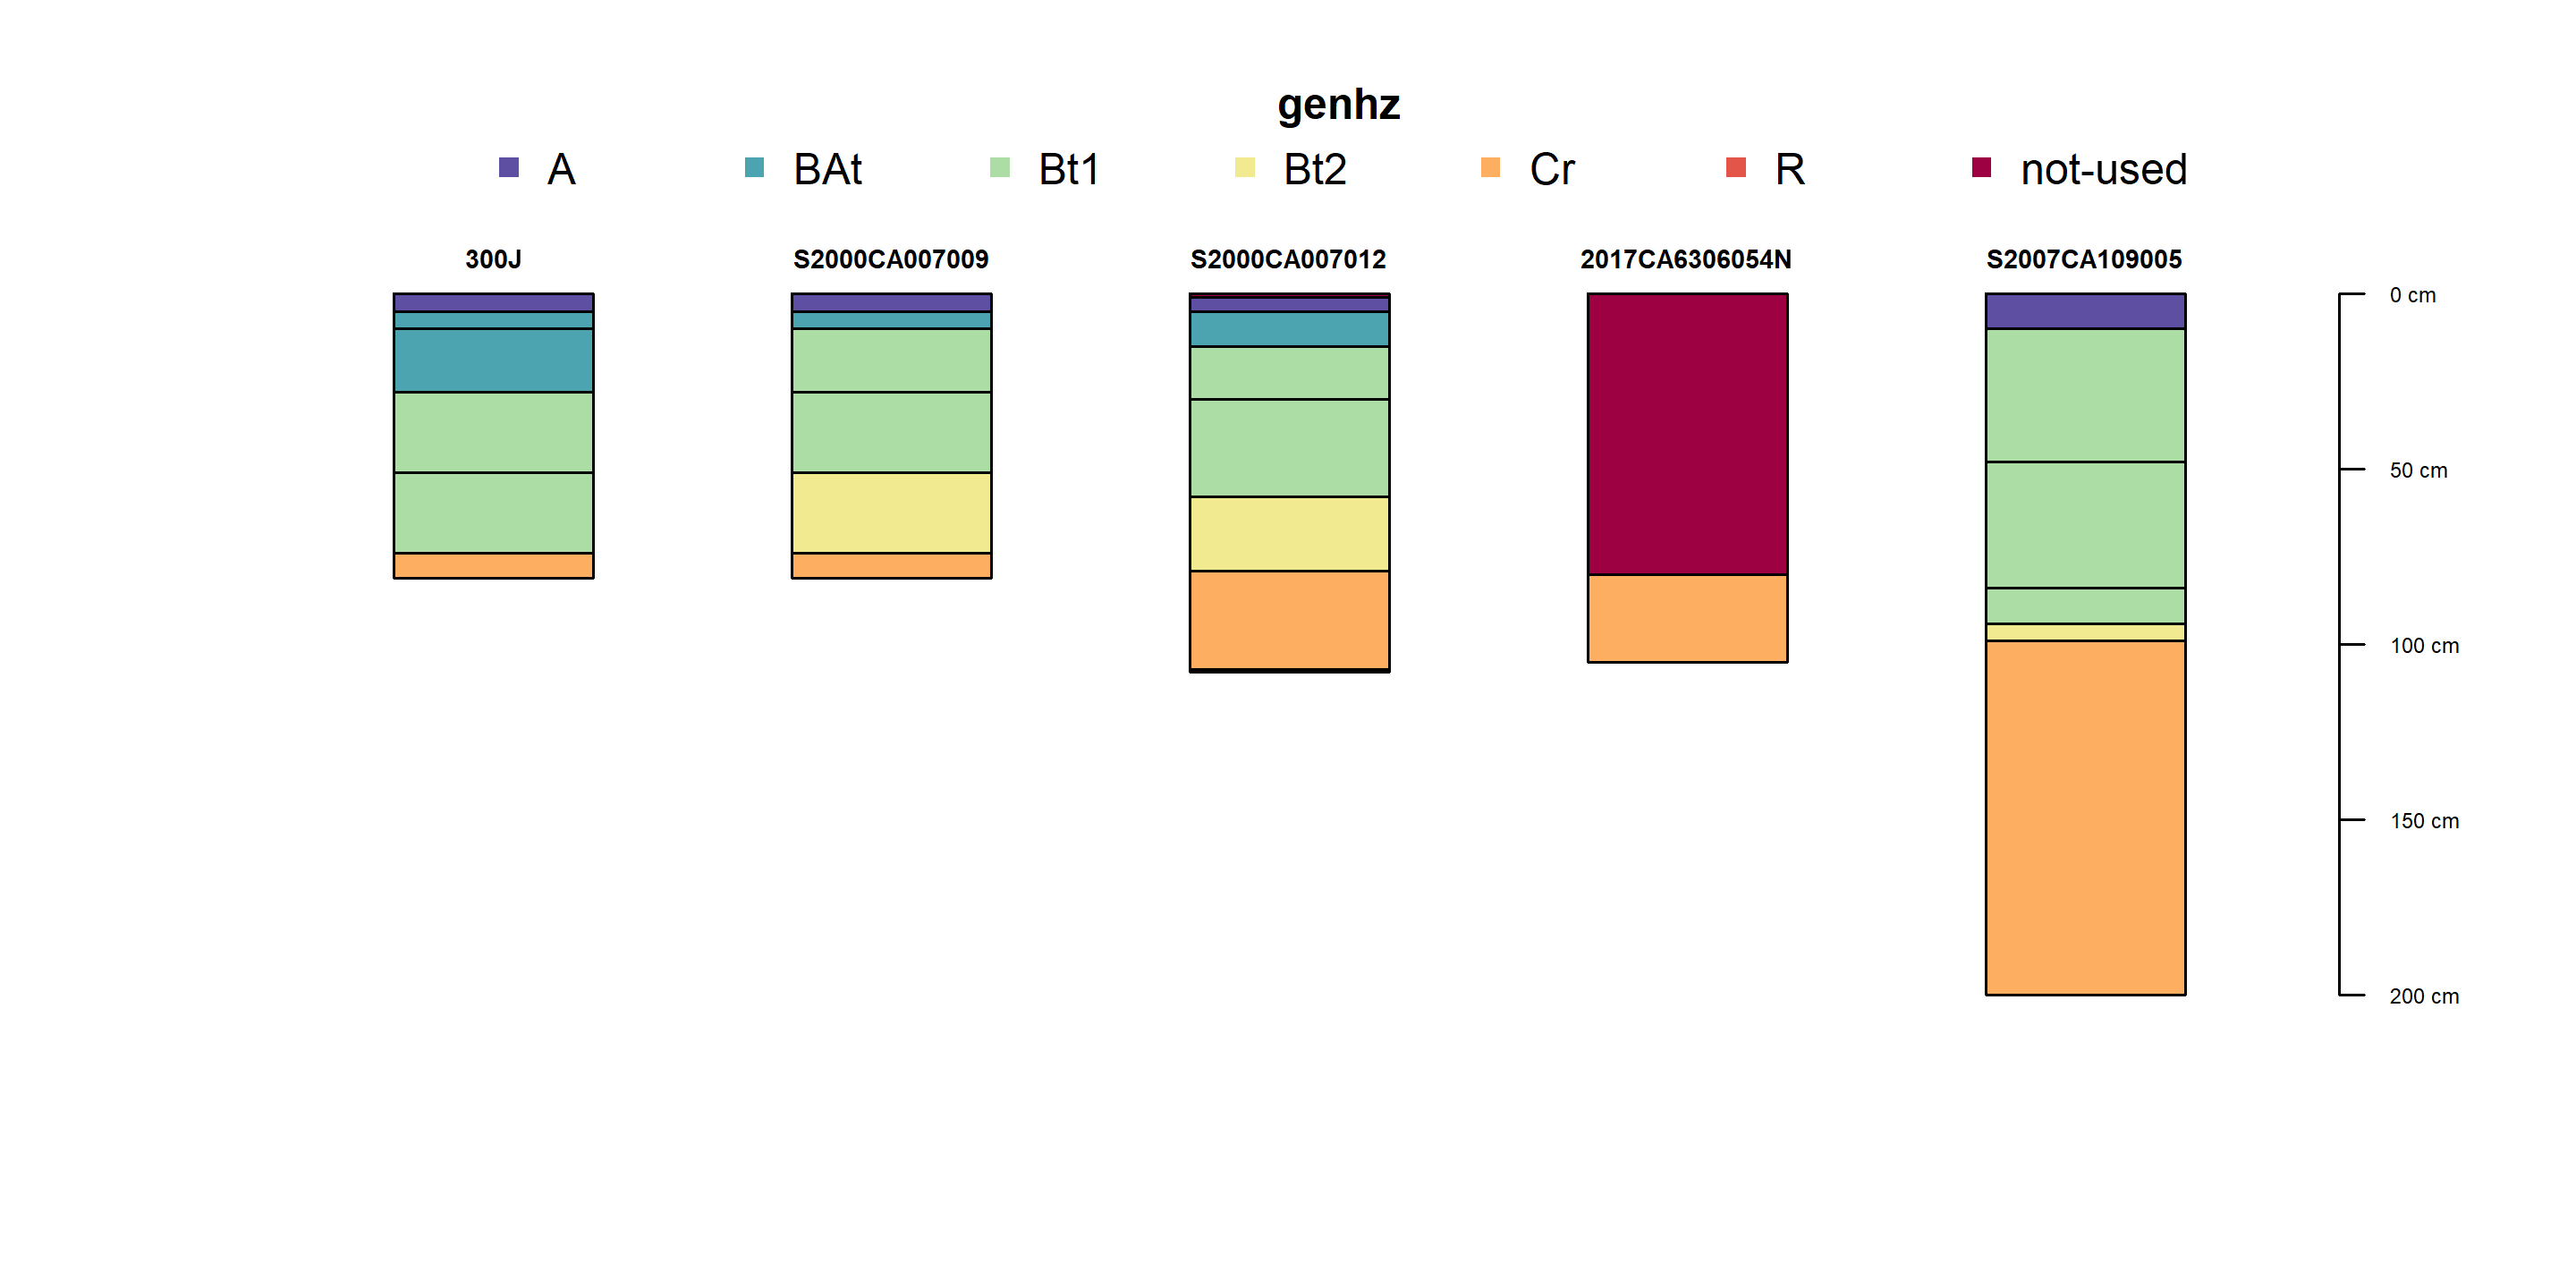 genhz
A BAt Bt1 Bt2 Cr R not-used
300J S2000CA007009 S2000CA007012 2017CA6306054N S2007CA109005
0 cm
50 cm
100 cm
150 cm
200 cm